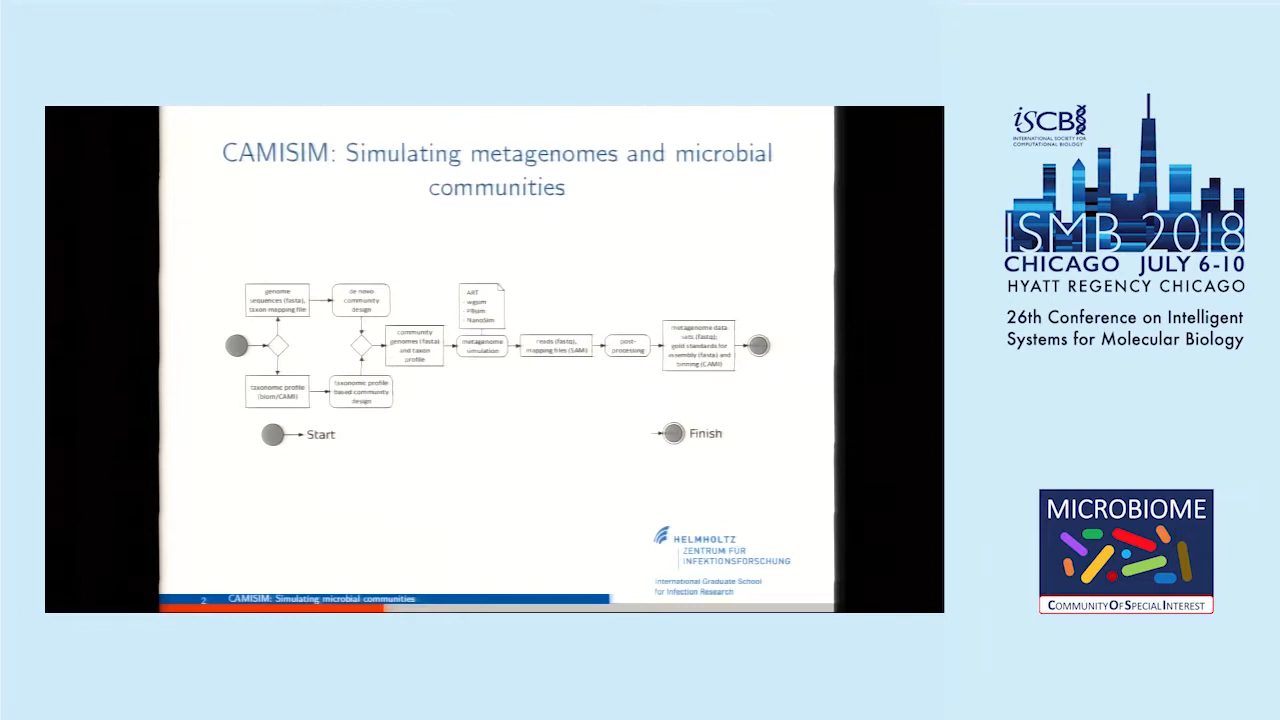 CAMISIM: Simulating metagenomes and microbial
communities
genome
sequences (fasta),
taxon mapping file
de novo
community
design
ART
- wgsim
- PBsim
- NanoSim
community
genomes (fasta)
and taxon
profile
metagenome
simulation
reads (fastq),
mapping files (SAM)
post-
processing
metagenome data
sets (fastq);
gold standards for
assembly (fasta) and
binning (CAMI)
taxonomic profile
(biom/CAMI)
taxonomic profile
based community
design
Start
Finish
HELMHOLTZ
ZENTRUM FÜR
INFEKTIONSFORSCHUNG
International Graduate School
for Infection Research
2 CAMISIM: Simulating microbial communities
ISCB
INTERNATIONAL SOCIETY FOR
COMPUTATIONAL BIOLOGY
ISMB 2018
CHICAGO JULY 6-10
HYATT REGENCY CHICAGO
26th Conference on Intelligent
Systems for Molecular Biology
MICROBIOME
COMMUNITY OF SPECIAL INTEREST